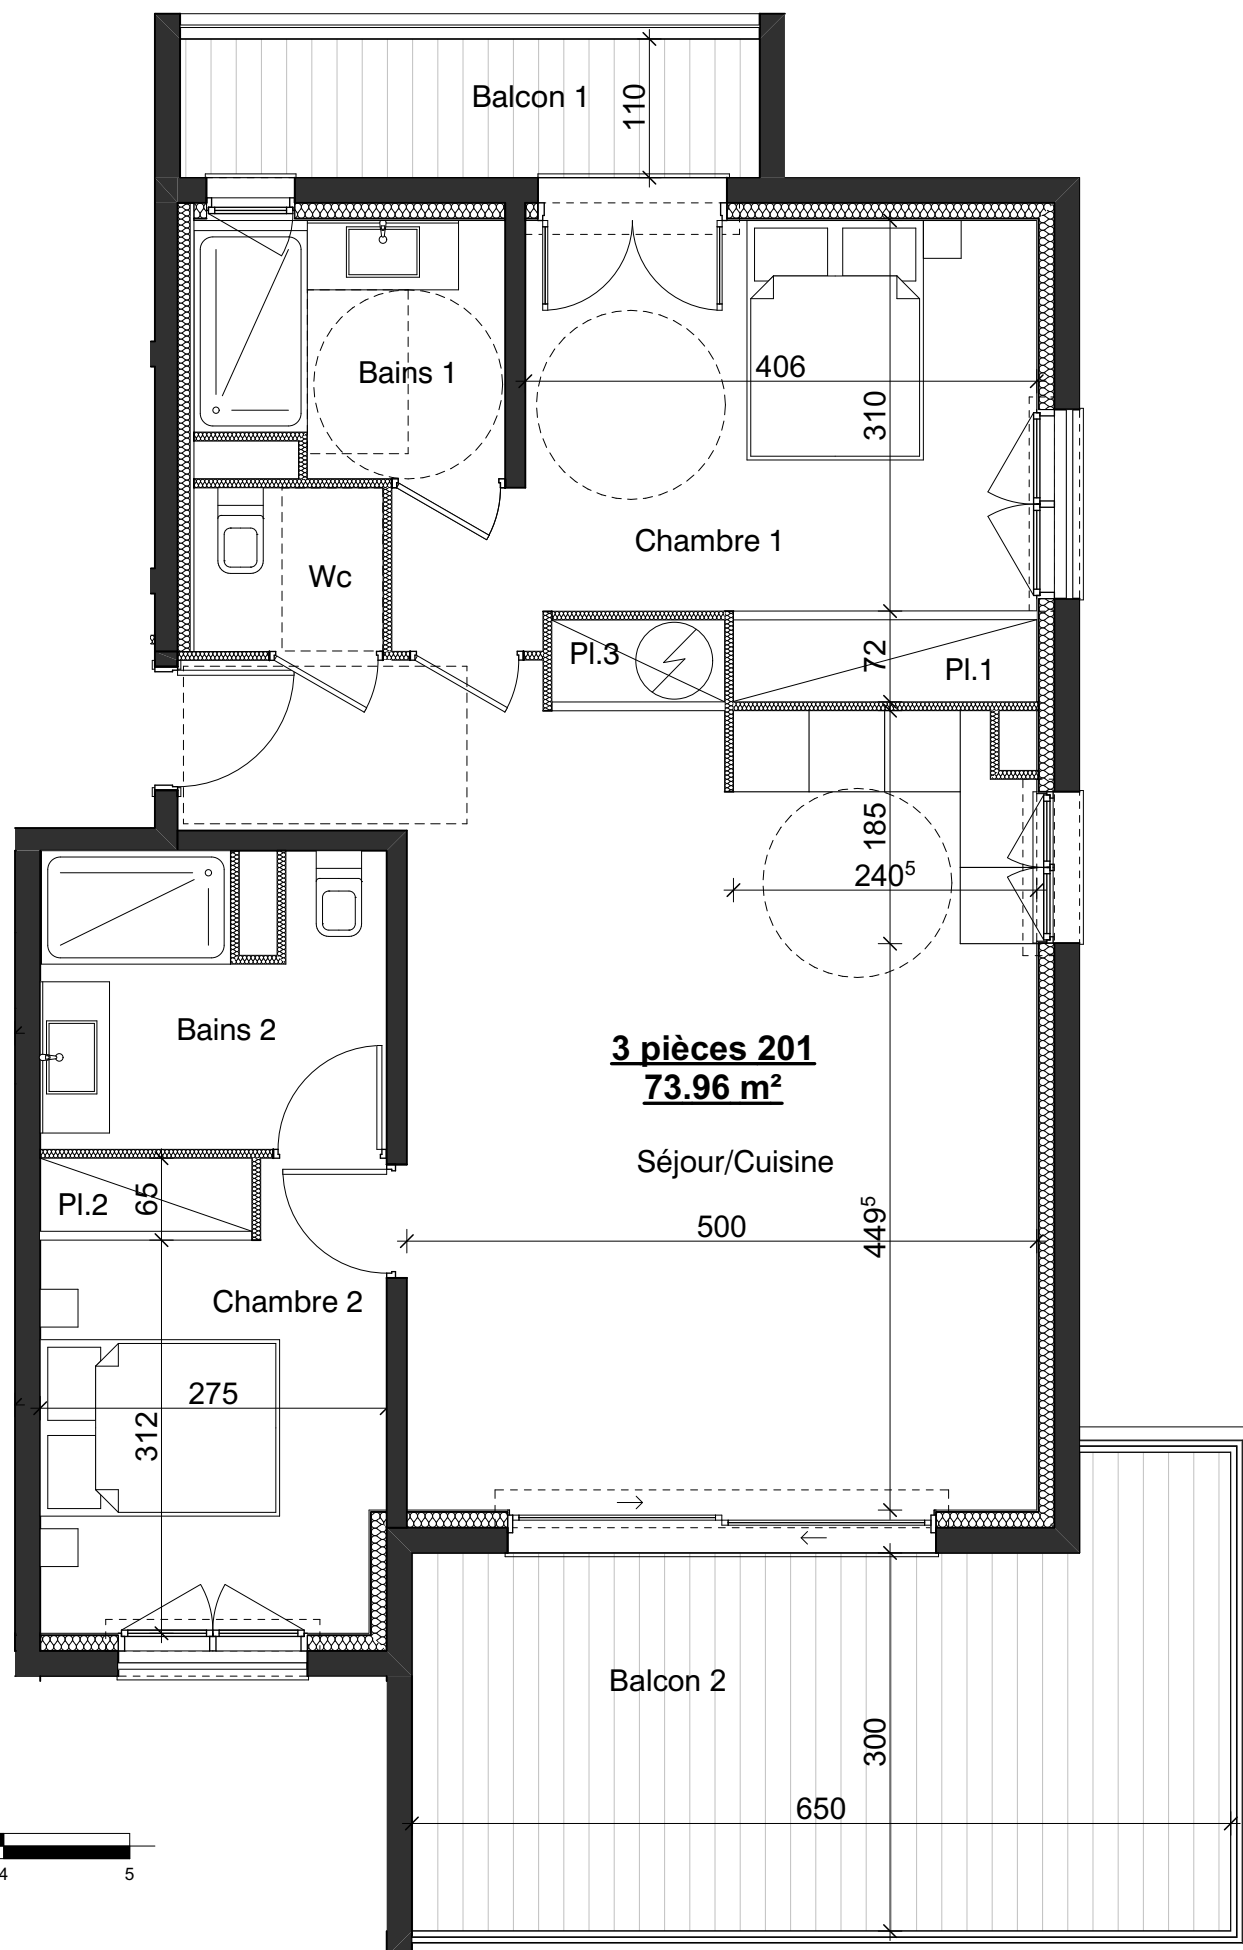 Balcon 1
110
Bains 1
406
310
Chambre 1
Wc
Pl.3
72
Pl.1
185
240⁵
Bains 2
3 pièces 201
73.96 m²
Séjour/Cuisine
Pl.2
65
500
449⁵
Chambre 2
275
312
Balcon 2
300
650
4
5